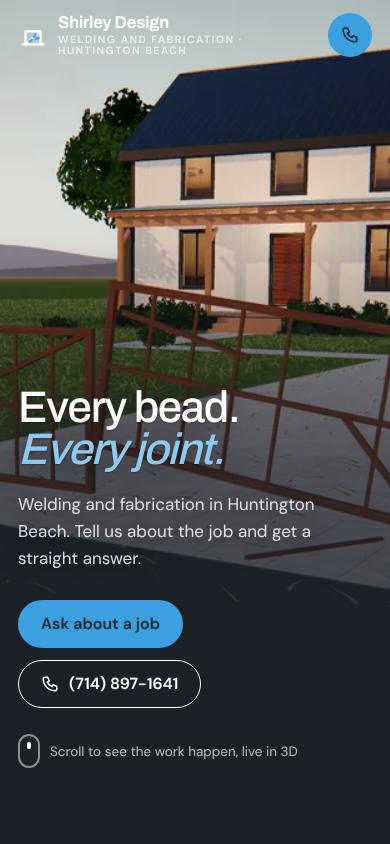 Shirley Design
WELDING AND FABRICATION ·
HUNTINGTON BEACH
Every bead.
Every joint.
Welding and fabrication in Huntington
Beach. Tell us about the job and get a
straight answer.
Ask about a job
(714) 897-1641
Scroll to see the work happen, live in 3D